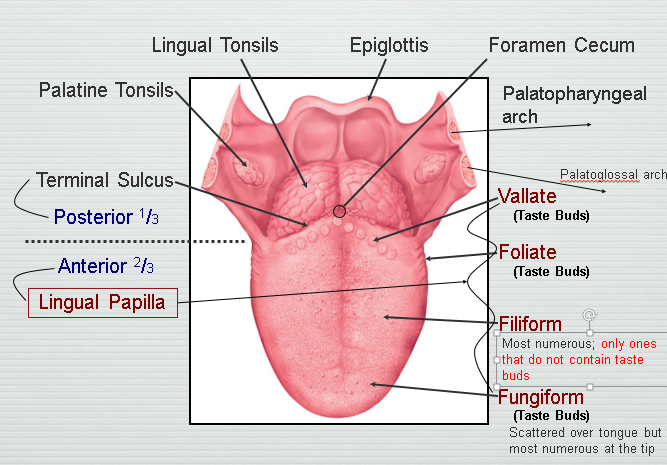 Lingual Tonsils
Epiglottis
Foramen Cecum
Palatine Tonsils
Palatopharyngeal
arch
Palatoglossal arch
Terminal Sulcus
Posterior 1/3
Anterior 2/3
Lingual Papilla
Vallate
(Taste Buds)
Foliate
(Taste Buds)
Filiform
Most numerous; only ones
that do not contain taste
buds
Fungiform
(Taste Buds)
Scattered over tongue but
most numerous at the tip